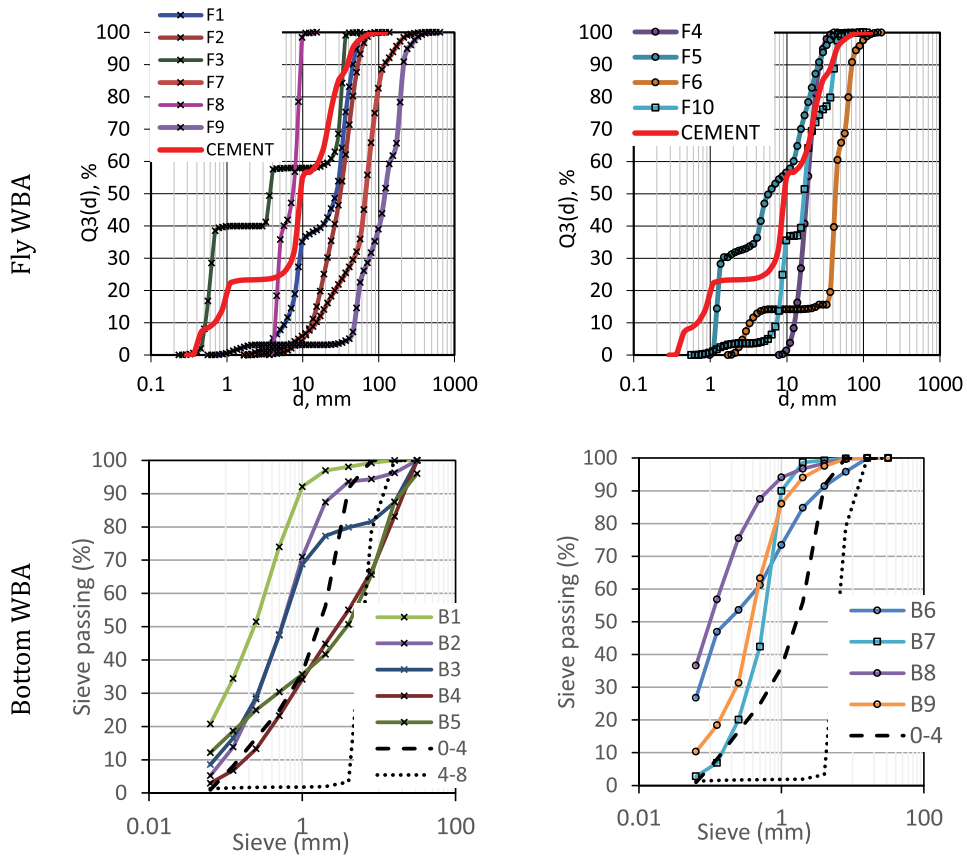 Fly WBA
Q3(d), %
100
90
80
70
60
50
40
30
20
10
0
0.1
1
10
100
1000
d, mm
F1
F2
F3
F7
F8
F9
CEMENT
Q3(d), %
100
90
80
70
60
50
40
30
20
10
0
0.1
1
10
100
1000
d, mm
F4
F5
F6
F10
CEMENT
Bottom WBA
Sieve passing (%)
100
90
80
70
60
50
40
30
20
10
0
0.01
1
100
Sieve (mm)
B1
B2
B3
B4
B5
0-4
4-8
Sieve passing (%)
100
90
80
70
60
50
40
30
20
10
0
0.01
1
100
Sieve (mm)
B6
B7
B8
B9
0-4